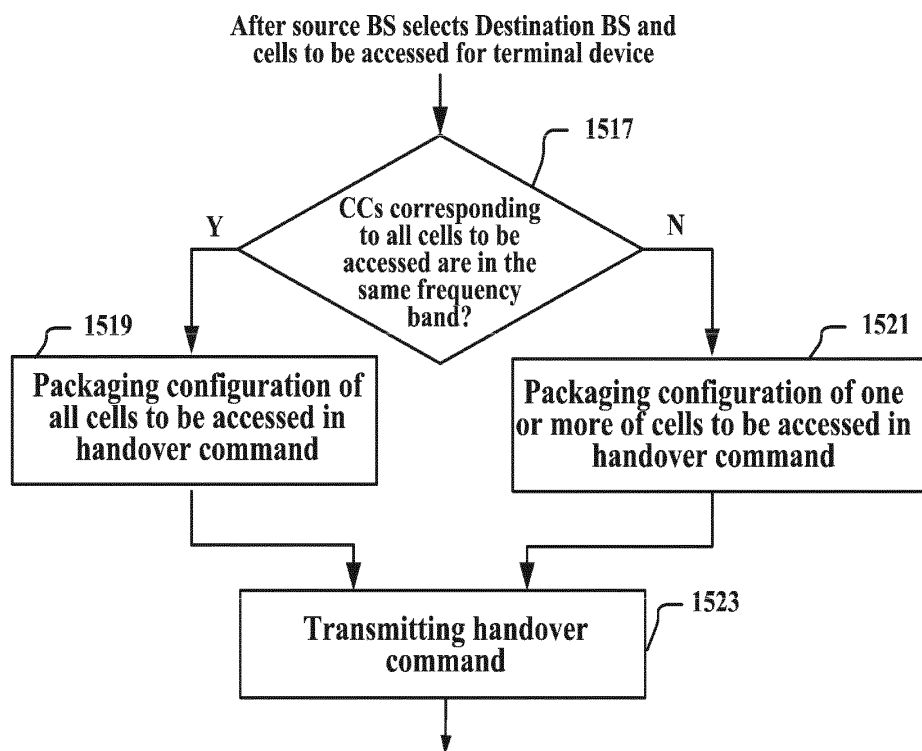 After source BS selects Destination BS and
cells to be accessed for terminal device
1517
CCs corresponding
to all cells to be
accessed are in the
same frequency
band?
Y
N
1519
1521
Packaging configuration of
all cells to be accessed in
handover command
Packaging configuration of one
or more of cells to be accessed in
handover command
Transmitting handover
command
1523